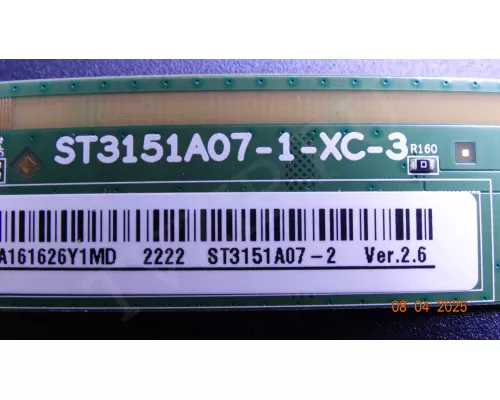 ST3151A07-1-XC-3
R160
A161626Y1MD 2222 ST3151A07-2 Ver.2.6
08 04 2025